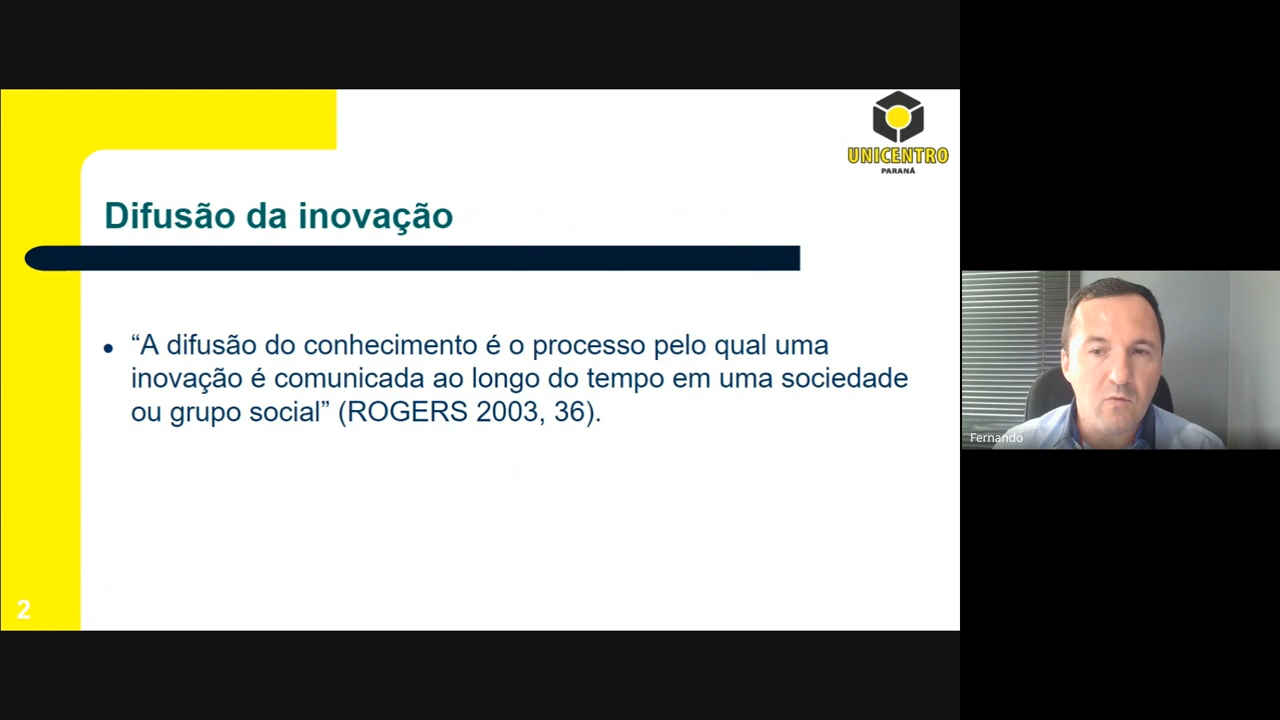 UNICENTRO
PARANÁ
Difusão da inovação
• “A difusão do conhecimento é o processo pelo qual uma
inovação é comunicada ao longo do tempo em uma sociedade
ou grupo social” (ROGERS 2003, 36).
Fernando
2